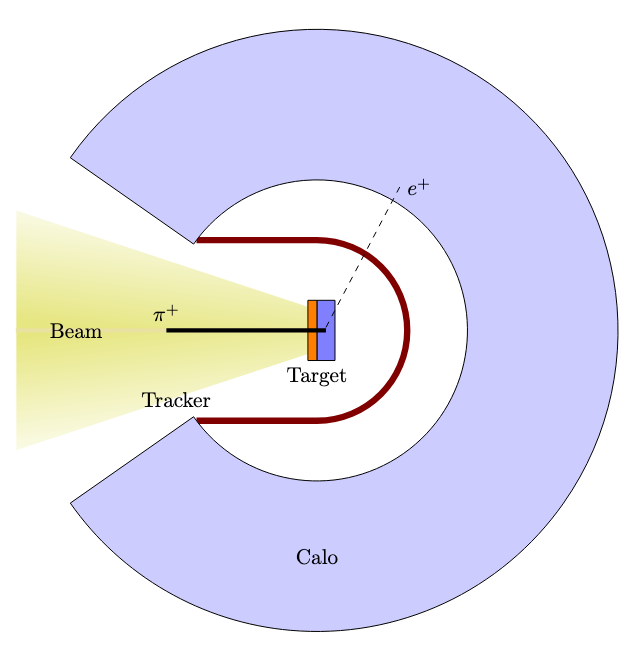 e⁺
π⁺
Beam
Target
Tracker
Calo